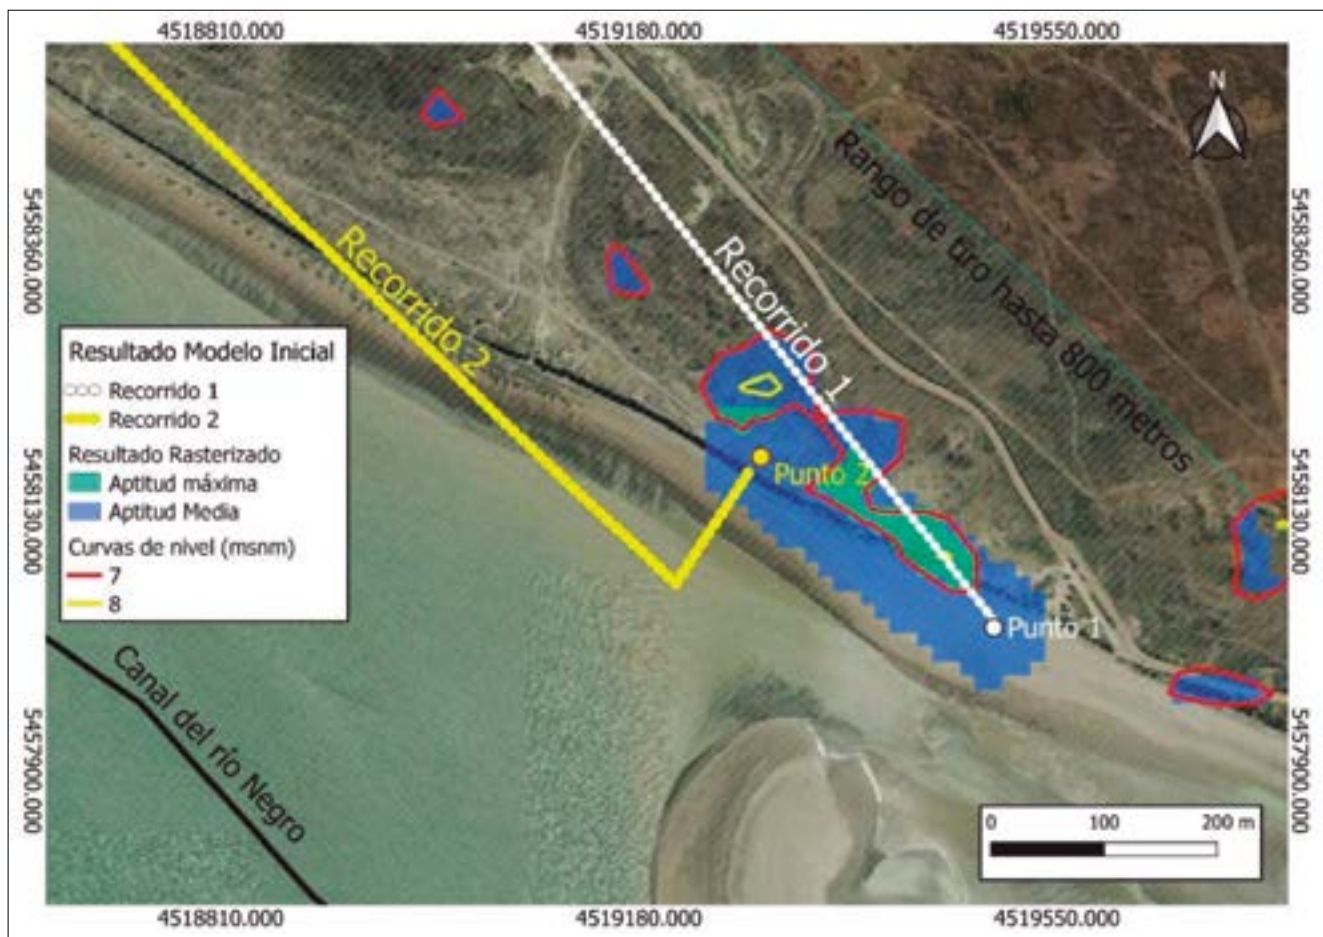 4518810.000 4519180.000 4519550.000
N
5458360.000
5458360.000
Rango de tiro hasta 800 metros
Recorrido 1
Recorrido 2
Resultado Modelo Inicial
Recorrido 1
Recorrido 2
Resultado Rasterizado
Aptitud máxima
Aptitud Media
Curvas de nivel (msnm)
7
8
Punto 2
5458130.000
5458130.000
Punto 1
Canal del río Negro
5457900.000
5457900.000
0 100 200 m
4518810.000 4519180.000 4519550.000